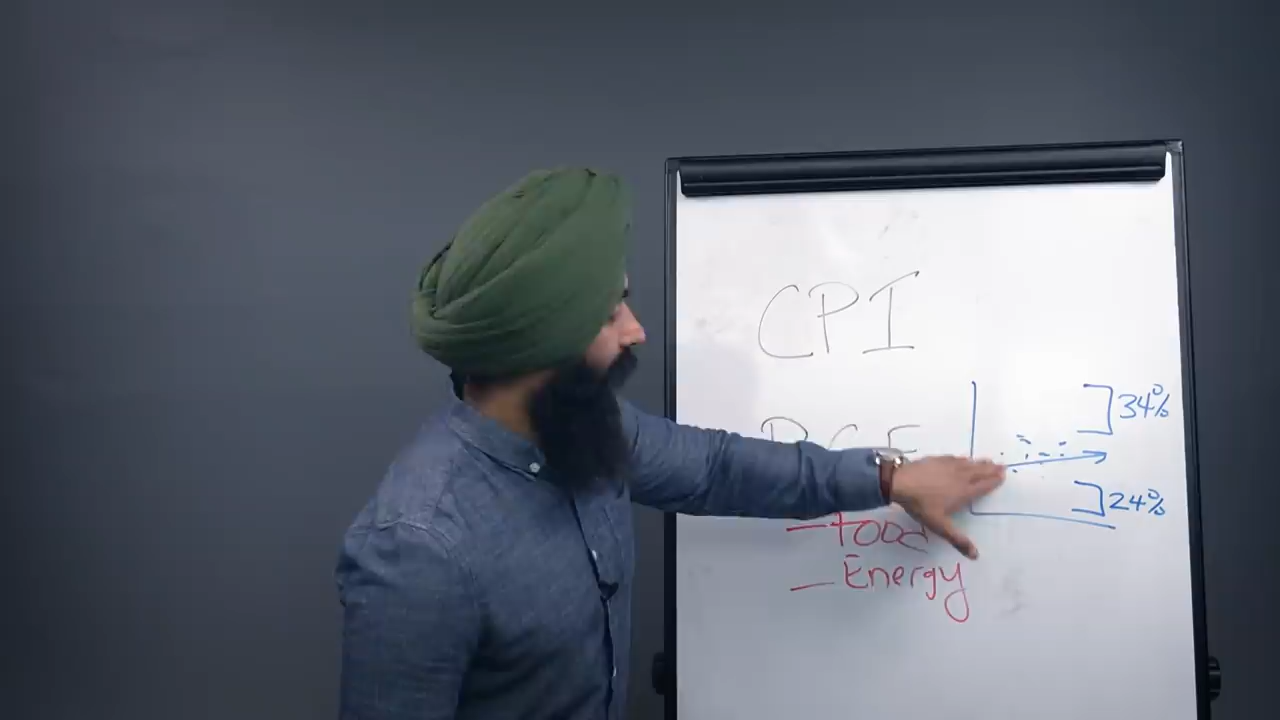 CPI
PCE
- Food
- Energy
34%
24%